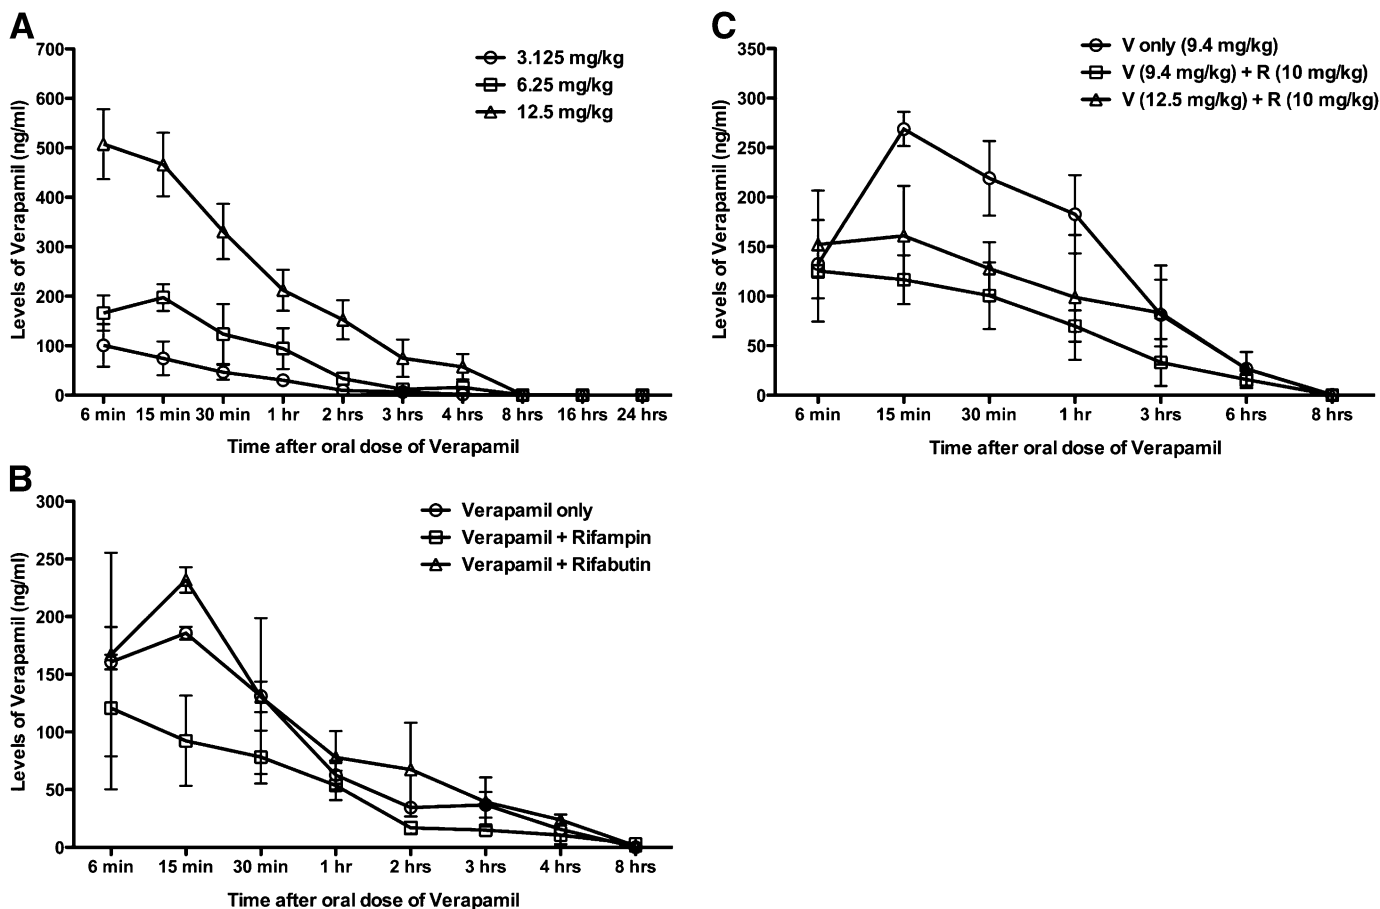 A
700
600
500
400
300
200
100
0
Levels of Verapamil (ng/ml)
3.125 mg/kg
6.25 mg/kg
12.5 mg/kg
6 min 15 min 30 min 1 hr 2 hrs 3 hrs 4 hrs 8 hrs 16 hrs 24 hrs
Time after oral dose of Verapamil
B
300
250
200
150
100
50
0
Levels of Verapamil (ng/ml)
Verapamil only
Verapamil + Rifampin
Verapamil + Rifabutin
6 min 15 min 30 min 1 hr 2 hrs 3 hrs 4 hrs 8 hrs
Time after oral dose of Verapamil
C
350
300
250
200
150
100
50
0
Levels of Verapamil (ng/ml)
V only (9.4 mg/kg)
V (9.4 mg/kg) + R (10 mg/kg)
V (12.5 mg/kg) + R (10 mg/kg)
6 min 15 min 30 min 1 hr 3 hrs 6 hrs 8 hrs
Time after oral dose of Verapamil